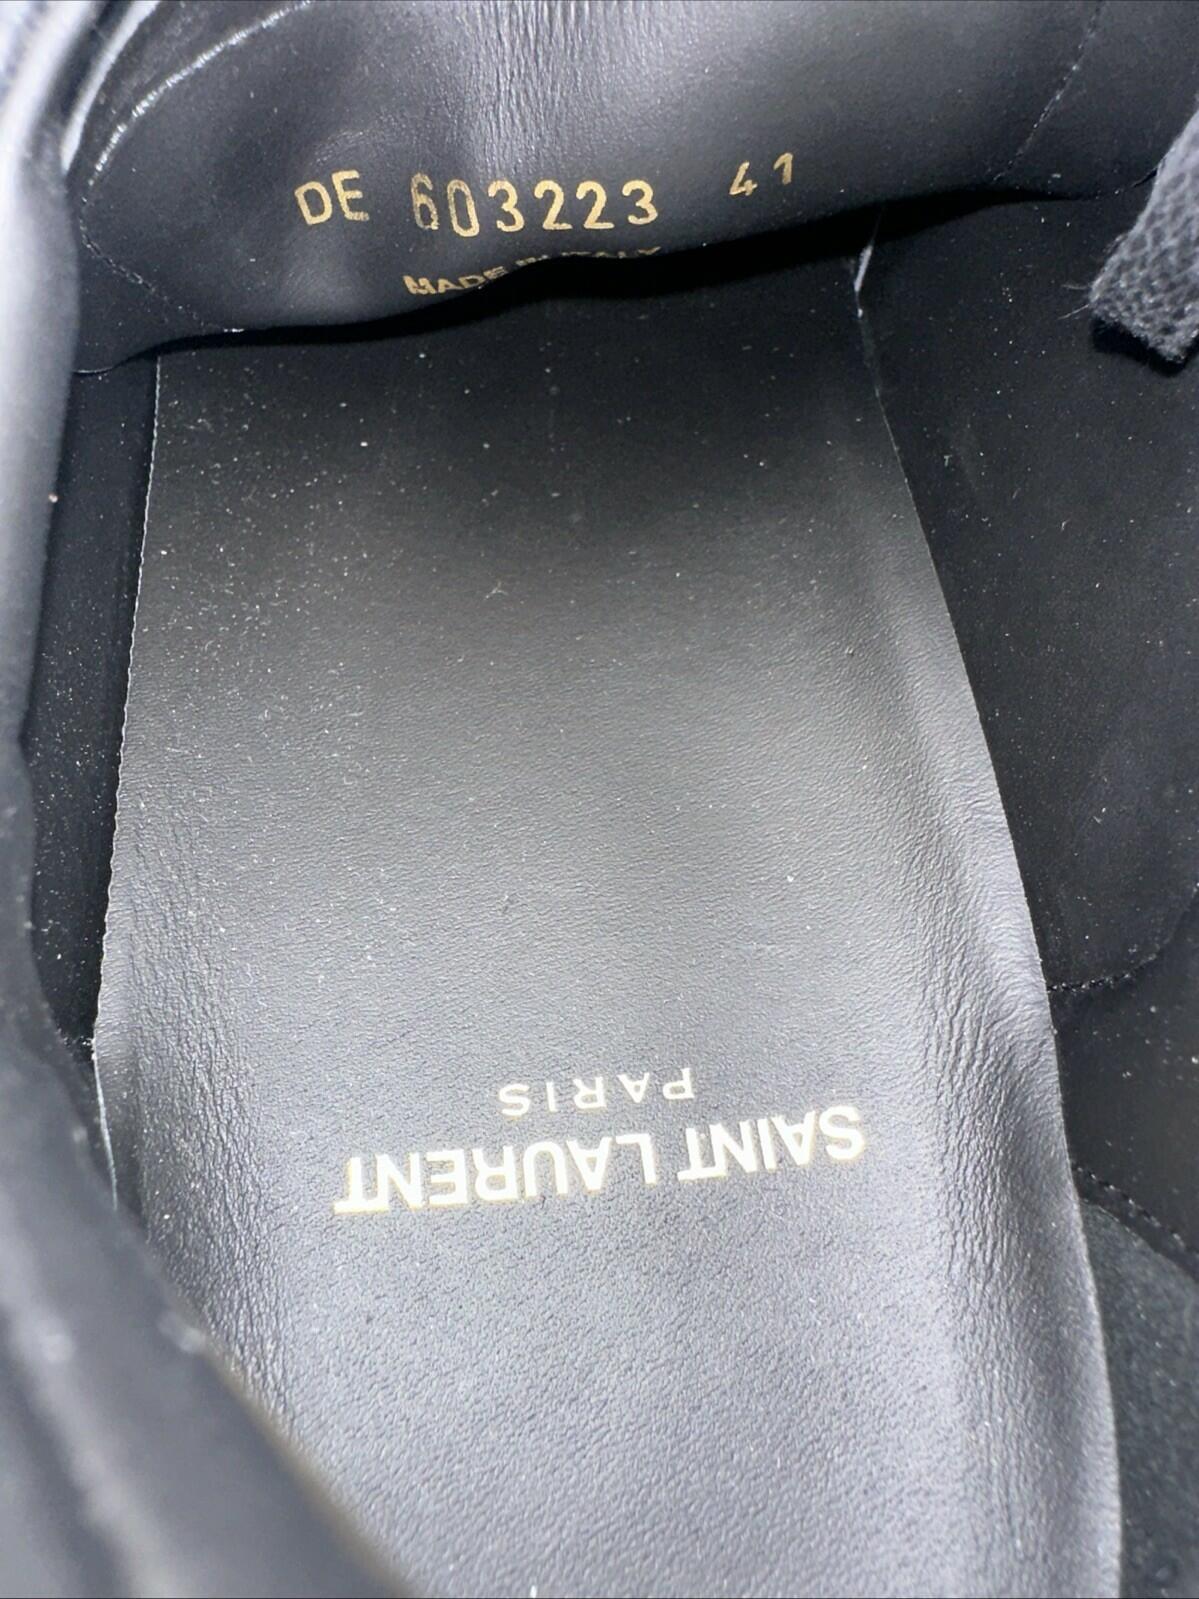 DE 603223 41
MADE IN ITALY
SAINT LAURENT
PARIS